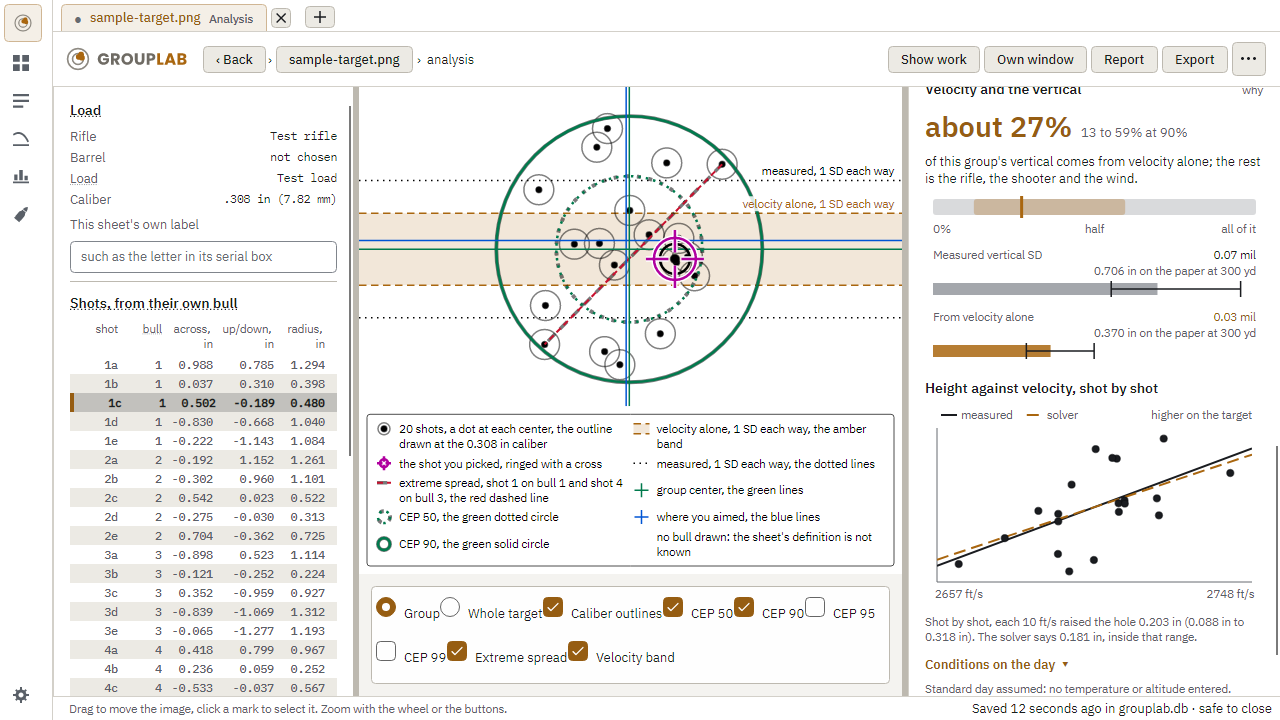 sample-target.png Analysis
GROUPLAB
‹ Back › sample-target.png › analysis
Show work
Own window
Report
Export
Load
Rifle Test rifle
Barrel not chosen
Load Test load
Caliber .308 in (7.82 mm)
This sheet's own label
such as the letter in its serial box
Shots, from their own bull
shot bull across, in up/down, in radius, in
1a 1 0.988 0.785 1.294
1b 1 0.037 0.310 0.398
1c 1 0.502 -0.189 0.480
1d 1 -0.830 -0.668 1.040
1e 1 -0.222 -1.143 1.084
2a 2 -0.192 1.152 1.261
2b 2 -0.302 0.960 1.101
2c 2 0.542 0.023 0.522
2d 2 -0.275 -0.030 0.313
2e 2 0.704 -0.362 0.725
3a 3 -0.898 0.523 1.114
3b 3 -0.121 -0.252 0.224
3c 3 0.352 -0.959 0.927
3d 3 -0.839 -1.069 1.312
3e 3 -0.065 -1.277 1.193
4a 4 0.418 0.799 0.967
4b 4 0.236 0.059 0.252
4c 4 -0.533 -0.037 0.567
measured, 1 SD each way
velocity alone, 1 SD each way
20 shots, a dot at each center, the outline
drawn at the 0.308 in caliber
the shot you picked, ringed with a cross
extreme spread, shot 1 on bull 1 and shot 4
on bull 3, the red dashed line
CEP 50, the green dotted circle
CEP 90, the green solid circle
velocity alone, 1 SD each way, the amber
band
measured, 1 SD each way, the dotted lines
group center, the green lines
where you aimed, the blue lines
no bull drawn: the sheet's definition is not
known
Group Whole target Caliber outlines CEP 50 CEP 90 CEP 95
CEP 99 Extreme spread Velocity band
Velocity and the vertical why
about 27% 13 to 59% at 90%
of this group's vertical comes from velocity alone; the rest
is the rifle, the shooter and the wind.
0% half all of it
Measured vertical SD 0.07 mil
0.706 in on the paper at 300 yd
From velocity alone 0.03 mil
0.370 in on the paper at 300 yd
Height against velocity, shot by shot
measured solver higher on the target
2657 ft/s 2748 ft/s
Shot by shot, each 10 ft/s raised the hole 0.203 in (0.088 in to
0.318 in). The solver says 0.181 in, inside that range.
Conditions on the day
Standard day assumed: no temperature or altitude entered.
Drag to move the image, click a mark to select it. Zoom with the wheel or the buttons.
Saved 12 seconds ago in grouplab.db · safe to close